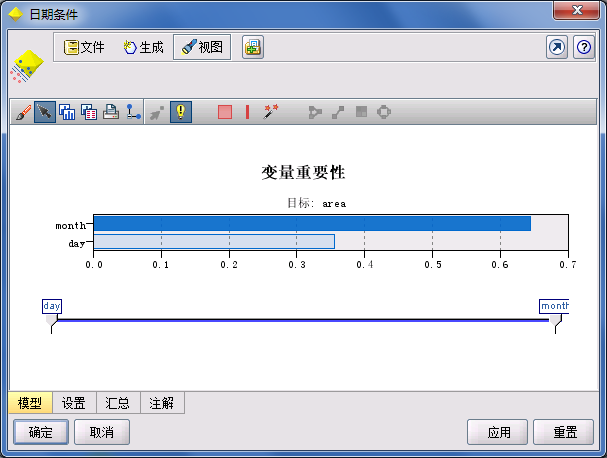 日期条件
文件 生成 视图
变量重要性
目标: area
month
day
0.0 0.1 0.2 0.3 0.4 0.5 0.6 0.7
day month
模型 设置 汇总 注解
确定 取消 应用 重置